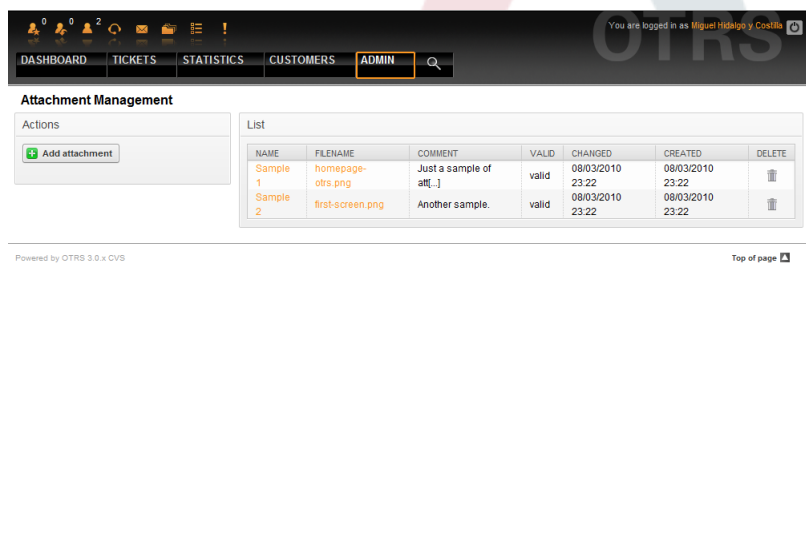 OTRS
You are logged in as Miguel Hidalgo y Costilla
0 0 2
DASHBOARD TICKETS STATISTICS CUSTOMERS ADMIN
Attachment Management
Actions
Add attachment
List
NAME FILENAME COMMENT VALID CHANGED CREATED DELETE
Sample homepage- Just a sample of valid 08/03/2010 08/03/2010
1 otrs.png att[...] 23:22 23:22
Sample first-screen.png Another sample. valid 08/03/2010 08/03/2010
2 23:22 23:22
Powered by OTRS 3.0.x CVS
Top of page